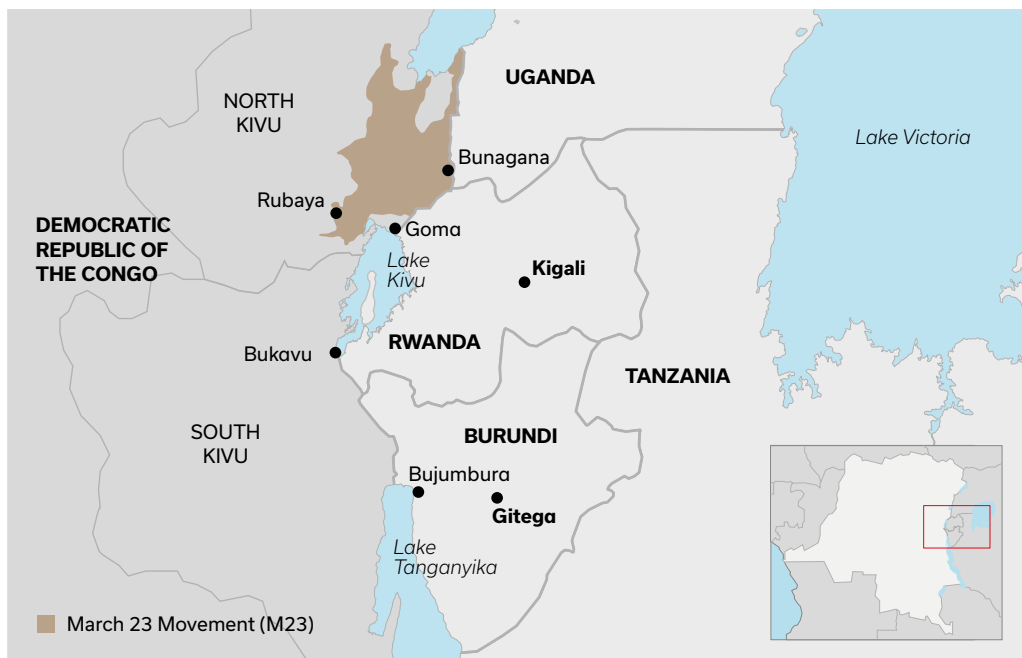 UGANDA
NORTH
KIVU
Lake Victoria
Bunagana
Rubaya
DEMOCRATIC
REPUBLIC OF
THE CONGO
Goma
Lake
Kivu
Kigali
RWANDA
Bukavu
TANZANIA
SOUTH
KIVU
BURUNDI
Bujumbura
Gitega
Lake
Tanganyika
March 23 Movement (M23)